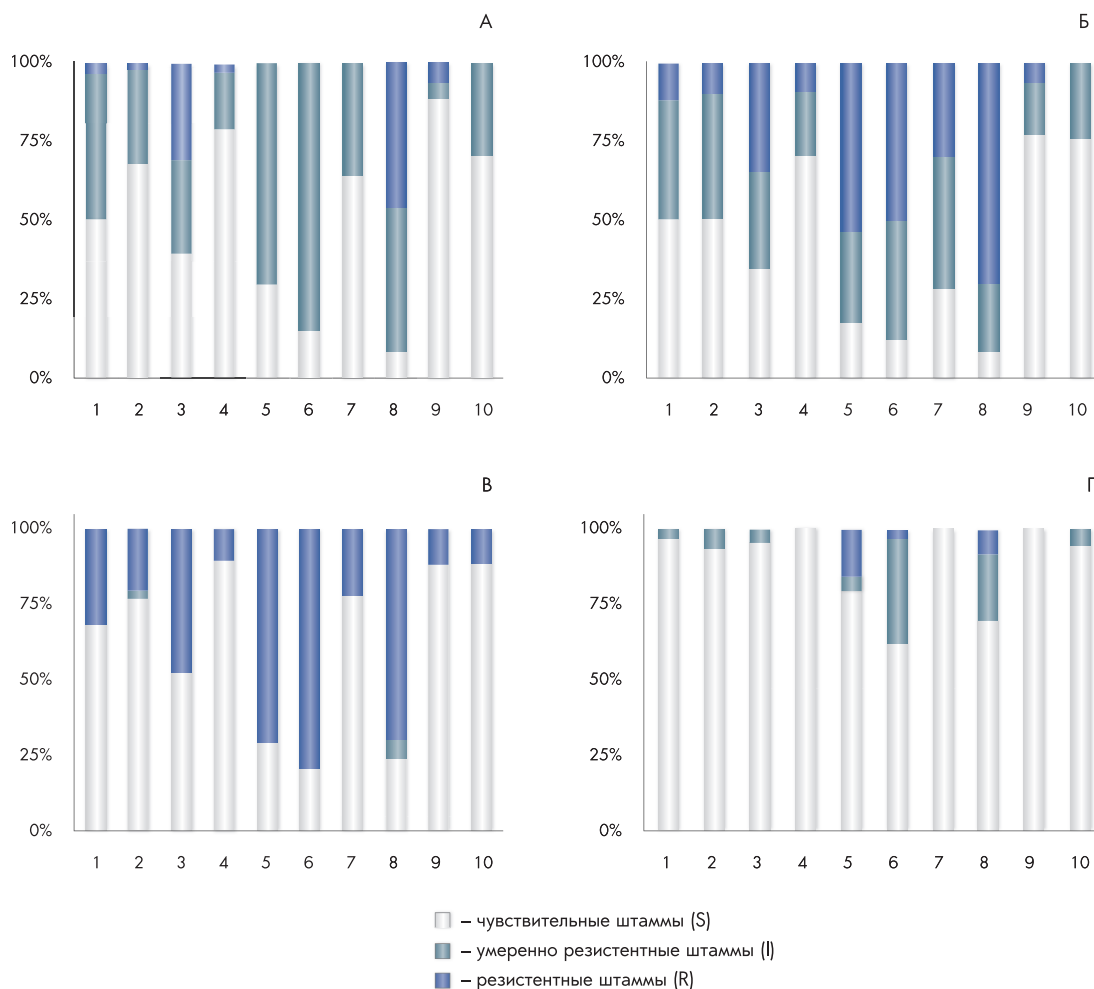 А
100%
75%
50%
25%
0%
1 2 3 4 5 6 7 8 9 10
Б
100%
75%
50%
25%
0%
1 2 3 4 5 6 7 8 9 10
В
100%
75%
50%
25%
0%
1 2 3 4 5 6 7 8 9 10
Г
100%
75%
50%
25%
0%
1 2 3 4 5 6 7 8 9 10
– чувствительные штаммы (S)
– умеренно резистентные штаммы (I)
– резистентные штаммы (R)